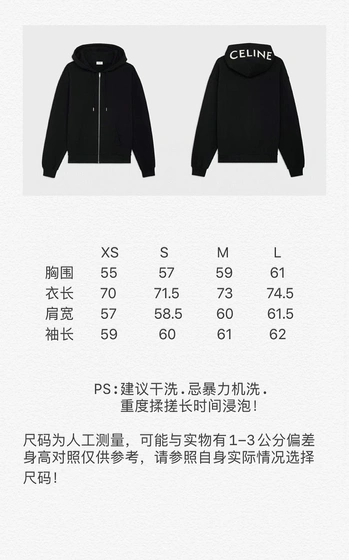 CELINE
XS S M L
胸围 55 57 59 61
衣长 70 71.5 73 74.5
肩宽 57 58.5 60 61.5
袖长 59 60 61 62
PS:建议干洗.忌暴力机洗.
重度揉搓长时间浸泡！
尺码为人工测量，可能与实物有1–3公分偏差
身高对照仅供参考，请参照自身实际情况选择
尺码！